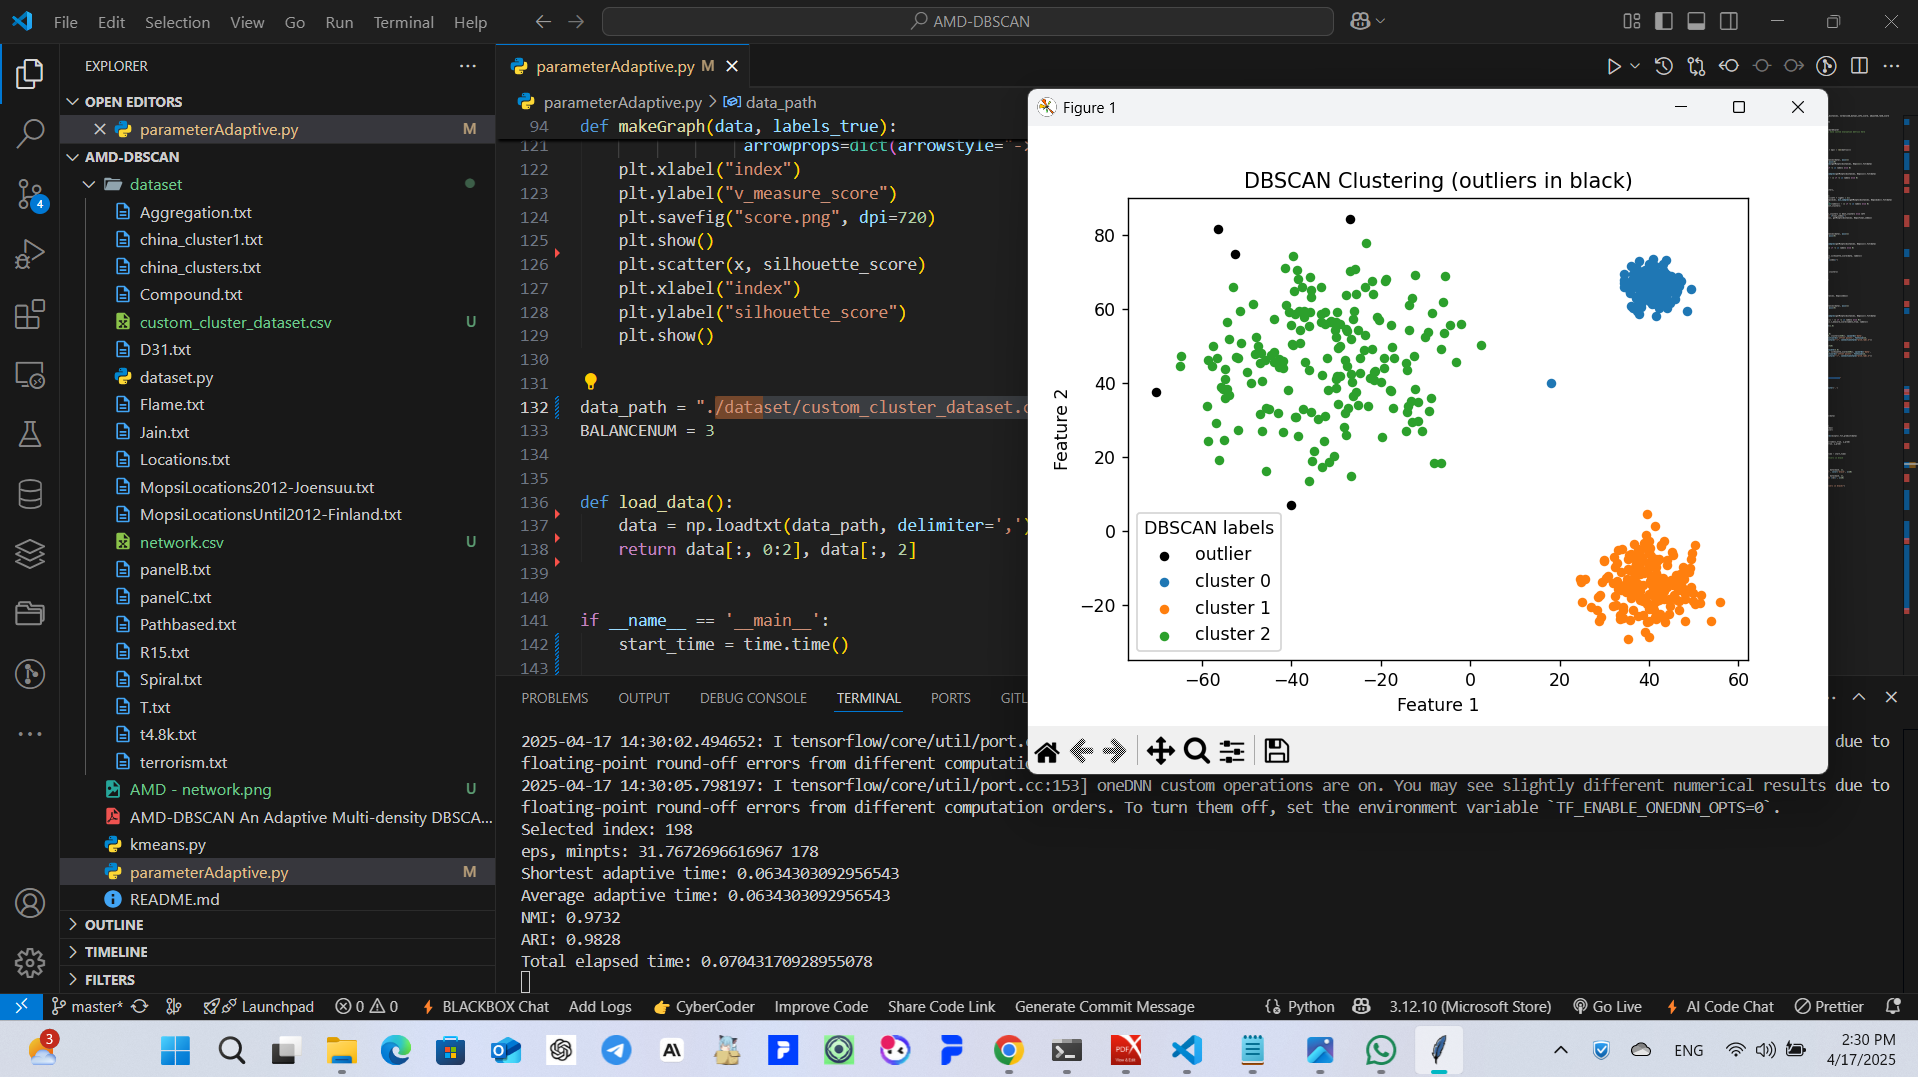 File Edit Selection View Go Run Terminal Help
AMD-DBSCAN
EXPLORER
OPEN EDITORS
parameterAdaptive.py M
AMD-DBSCAN
dataset
Aggregation.txt
china_cluster1.txt
china_clusters.txt
Compound.txt
custom_cluster_dataset.csv U
D31.txt
dataset.py
Flame.txt
Jain.txt
Locations.txt
MopsiLocations2012-Joensuu.txt
MopsiLocationsUntil2012-Finland.txt
network.csv U
panelB.txt
panelC.txt
Pathbased.txt
R15.txt
Spiral.txt
T.txt
t4.8k.txt
terrorism.txt
AMD - network.png U
AMD-DBSCAN An Adaptive Multi-density DBSCA...
kmeans.py
parameterAdaptive.py M
README.md
OUTLINE
TIMELINE
FILTERS
4
parameterAdaptive.py M
parameterAdaptive.py > data_path
94 def makeGraph(data, labels_true):
121 arrowprops=dict(arrowstyle="-
122 plt.xlabel("index")
123 plt.ylabel("v_measure_score")
124 plt.savefig("score.png", dpi=720)
125 plt.show()
126 plt.scatter(x, silhouette_score)
127 plt.xlabel("index")
128 plt.ylabel("silhouette_score")
129 plt.show()
130
131
132 data_path = "./dataset/custom_cluster_dataset.c
133 BALANCENUM = 3
134
135
136 def load_data():
137 data = np.loadtxt(data_path, delimiter=',')
138 return data[:, 0:2], data[:, 2]
139
140
141 if __name__ == '__main__':
142 start_time = time.time()
143
Figure 1
DBSCAN Clustering (outliers in black)
80
60
40
20
0
−20
Feature 2
DBSCAN labels
outlier
cluster 0
cluster 1
cluster 2
−60 −40 −20 0 20 40 60
Feature 1
PROBLEMS OUTPUT DEBUG CONSOLE TERMINAL PORTS GITL
2025-04-17 14:30:02.494652: I tensorflow/core/util/port.c due to
floating-point round-off errors from different computati
2025-04-17 14:30:05.798197: I tensorflow/core/util/port.cc:153] oneDNN custom operations are on. You may see slightly different numerical results due to
floating-point round-off errors from different computation orders. To turn them off, set the environment variable `TF_ENABLE_ONEDNN_OPTS=0`.
Selected index: 198
eps, minpts: 31.7672696616967 178
Shortest adaptive time: 0.0634303092956543
Average adaptive time: 0.0634303092956543
NMI: 0.9732
ARI: 0.9828
Total elapsed time: 0.07043170928955078
master* Launchpad 0 0 BLACKBOX Chat Add Logs CyberCoder Improve Code Share Code Link Generate Commit Message Python 3.12.10 (Microsoft Store) Go Live AI Code Chat Prettier
3
ENG
2:30 PM
4/17/2025